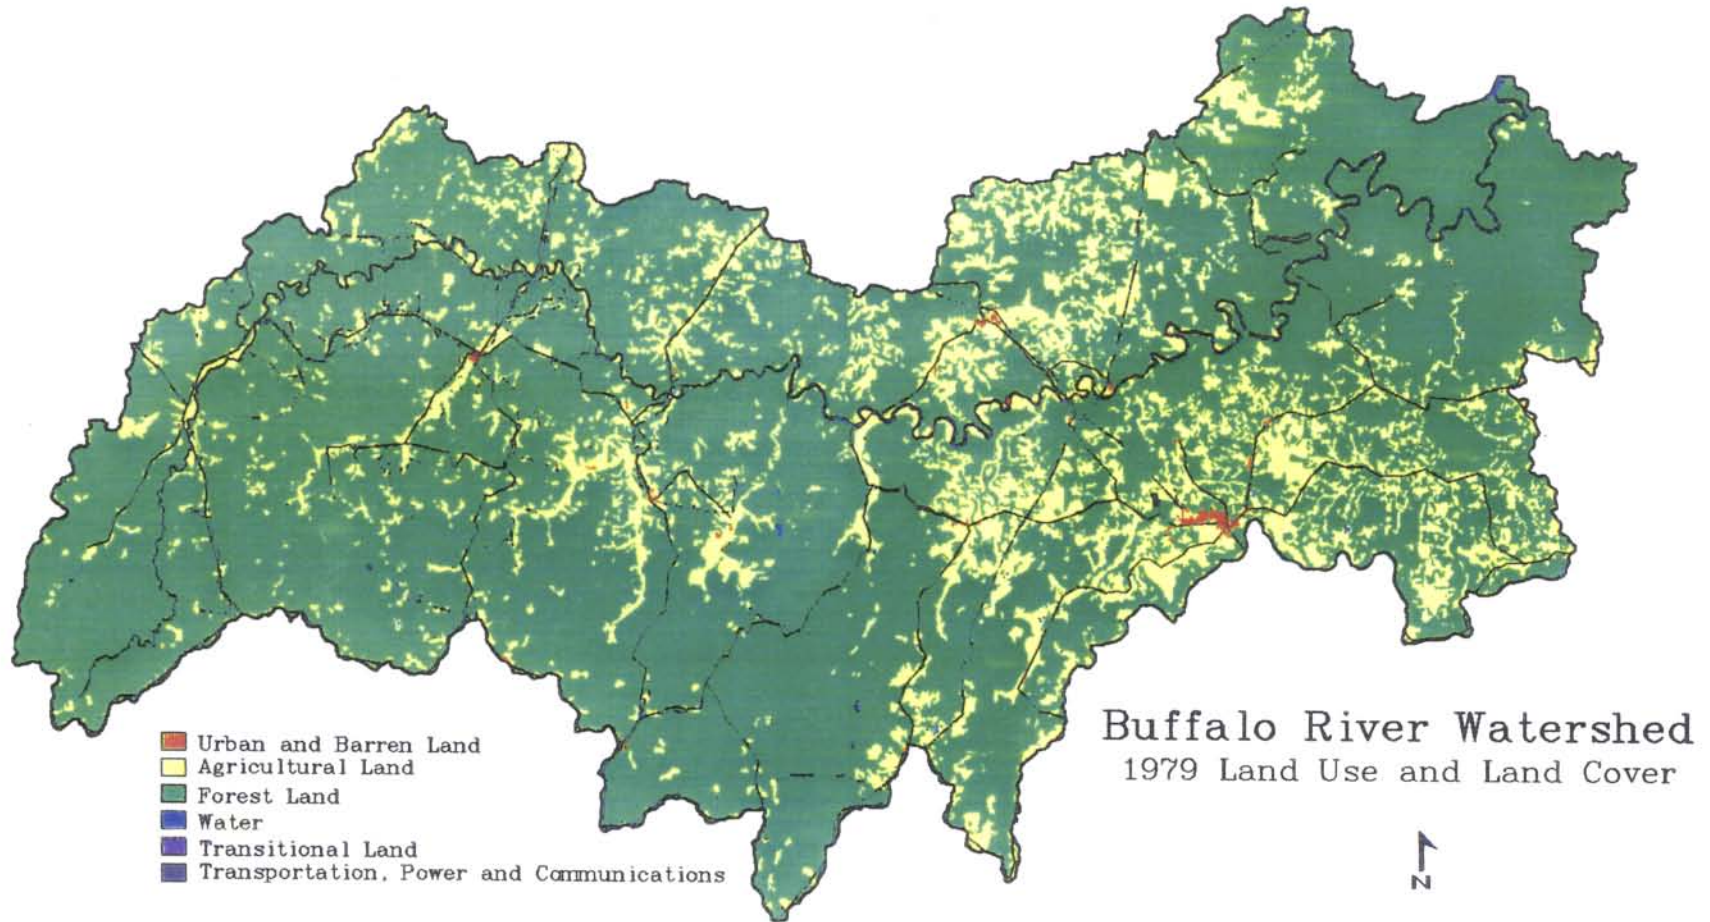 Urban and Barren Land
Agricultural Land
Forest Land
Water
Transitional Land
Transportation, Power and Communications
Buffalo River Watershed
1979 Land Use and Land Cover
N